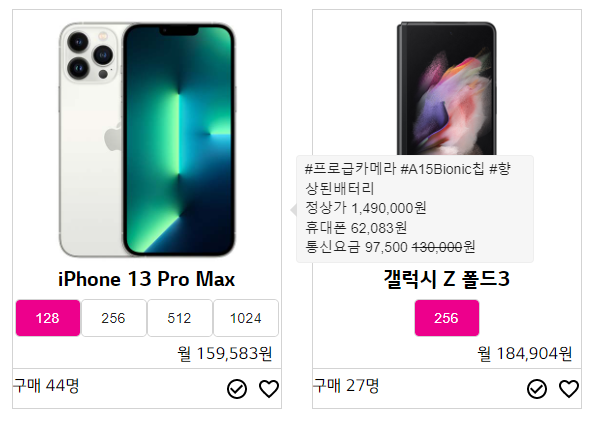 #프로급카메라 #A15Bionic칩 #향
상된배터리
정상가 1,490,000원
휴대폰 62,083원
통신요금 97,500 130,000원
iPhone 13 Pro Max
128 256 512 1024
월 159,583원
구매 44명
갤럭시 Z 폴드3
256
월 184,904원
구매 27명